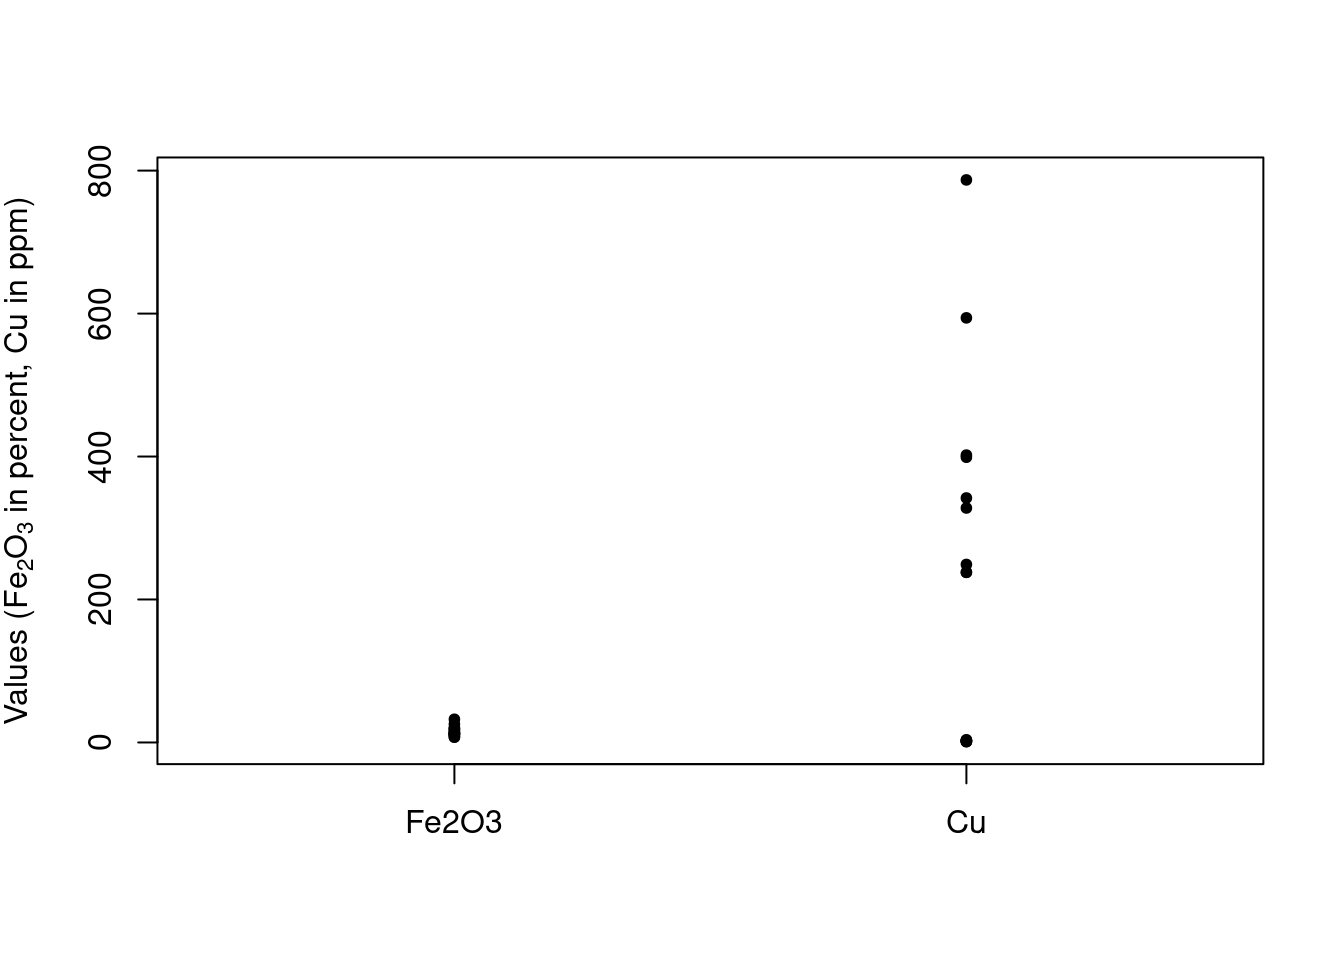 Values (Fe₂O₃ in percent, Cu in ppm)
800
600
400
200
0
Fe2O3
Cu